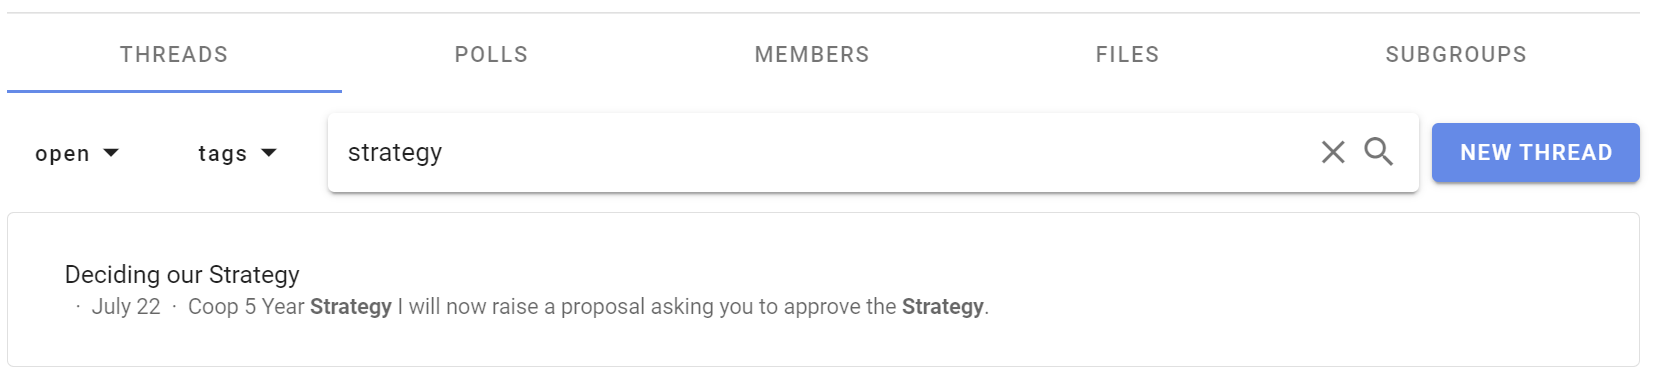 THREADS POLLS MEMBERS FILES SUBGROUPS
open tags strategy NEW THREAD
Deciding our Strategy
· July 22 · Coop 5 Year Strategy I will now raise a proposal asking you to approve the Strategy.